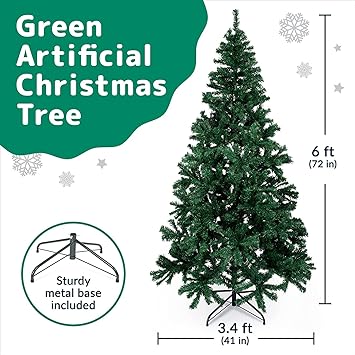 Green
Artificial
Christmas
Tree
6 ft
(72 in)
Sturdy
metal base
included
3.4 ft
(41 in)